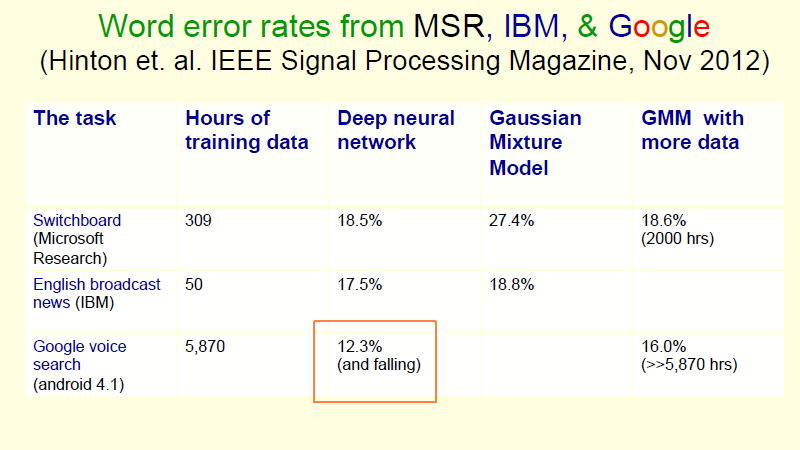 Word error rates from MSR, IBM, & Google
(Hinton et. al. IEEE Signal Processing Magazine, Nov 2012)
The task
Hours of
training data
Deep neural
network
Gaussian
Mixture
Model
GMM with
more data
Switchboard
(Microsoft
Research)
309
18.5%
27.4%
18.6%
(2000 hrs)
English broadcast
news (IBM)
50
17.5%
18.8%
Google voice
search
(android 4.1)
5,870
12.3%
(and falling)
16.0%
(>>5,870 hrs)